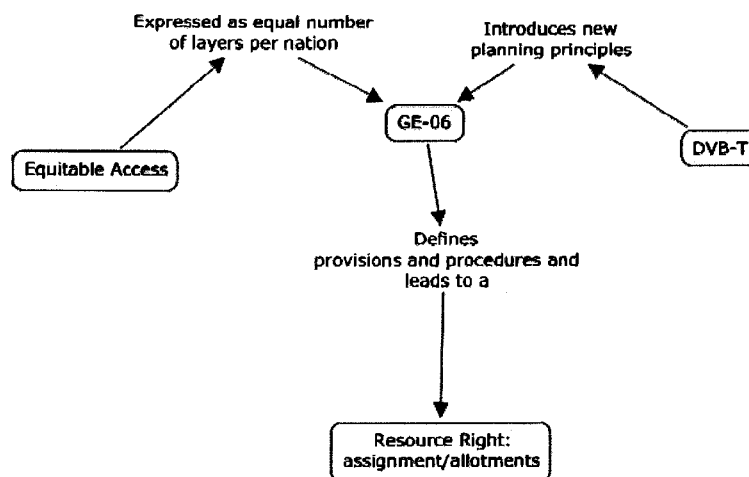 Expressed as equal number
of layers per nation
Introduces new
planning principles
GE-06
Equitable Access
DVB-T
Defines
provisions and procedures and
leads to a
Resource Right:
assignment/allotments